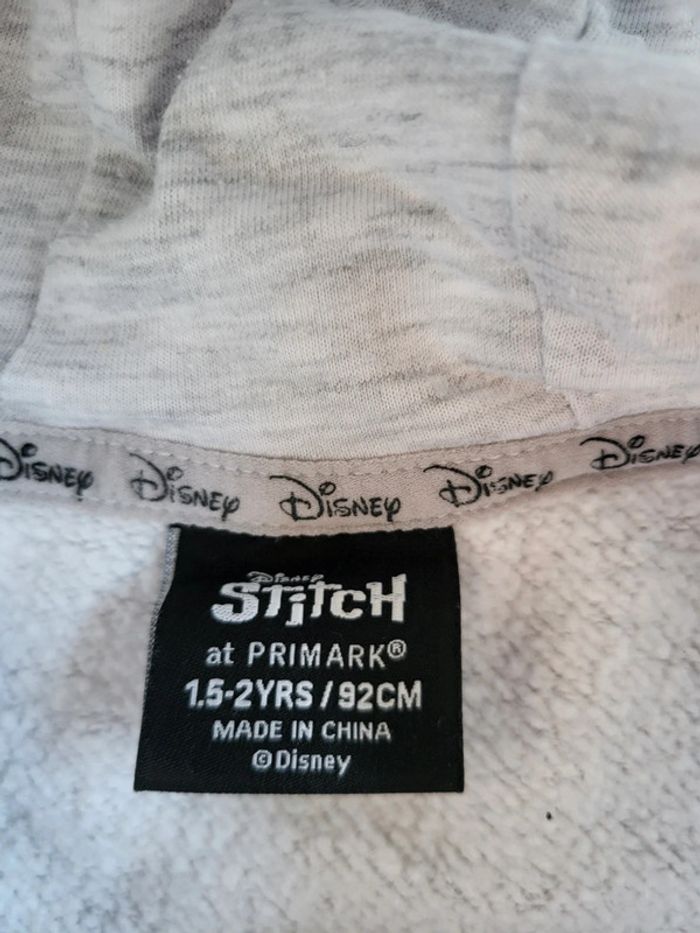 Disney Disney Disney Disney Disney
Disney
Stitch
at PRIMARK®
1.5-2YRS / 92CM
MADE IN CHINA
©Disney